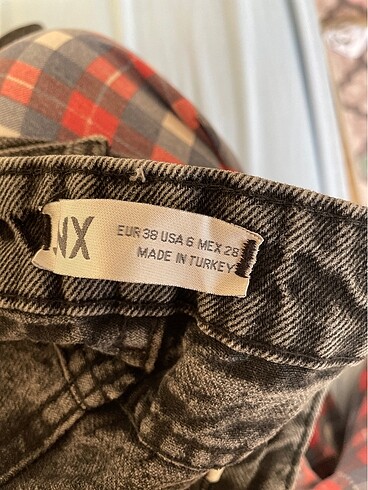 NX
EUR 38 USA 6 MEX 28
MADE IN TURKEY